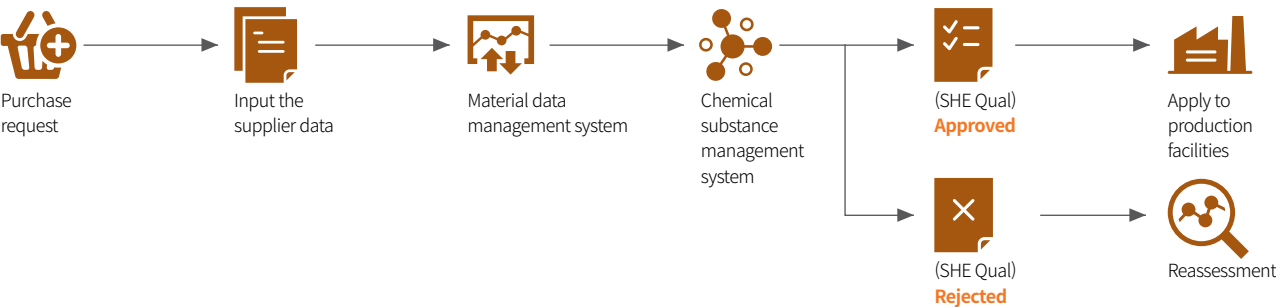 Purchase
request
Input the
supplier data
Material data
management system
Chemical
substance
management
system
(SHE Qual)
Approved
Apply to
production
facilities
(SHE Qual)
Rejected
Reassessment